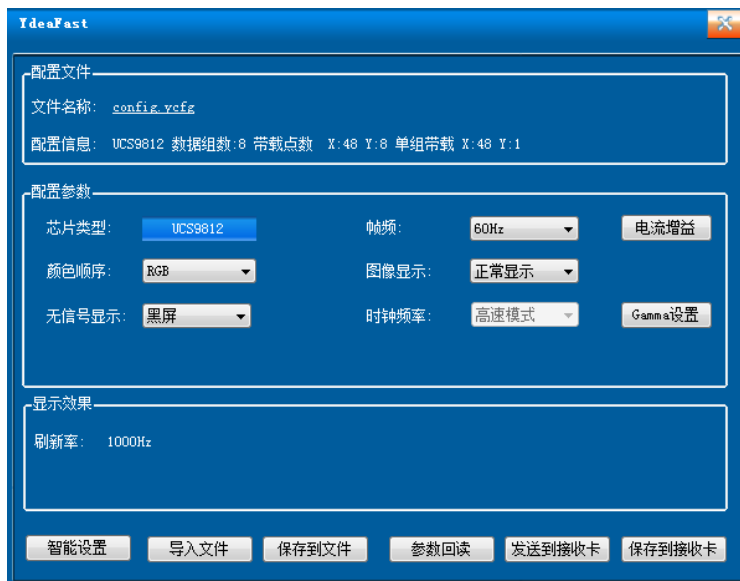 YdeaFast
配置文件
文件名称: config.ycfg
配置信息: UCS9812 数据组数:8 带载点数 X:48 Y:8 单组带载 X:48 Y:1
配置参数
芯片类型: UCS9812 帧频: 60Hz 电流增益
颜色顺序: RGB 图像显示: 正常显示
无信号显示: 黑屏 时钟频率: 高速模式 Gamma设置
显示效果
刷新率: 1000Hz
智能设置 导入文件 保存到文件 参数回读 发送到接收卡 保存到接收卡